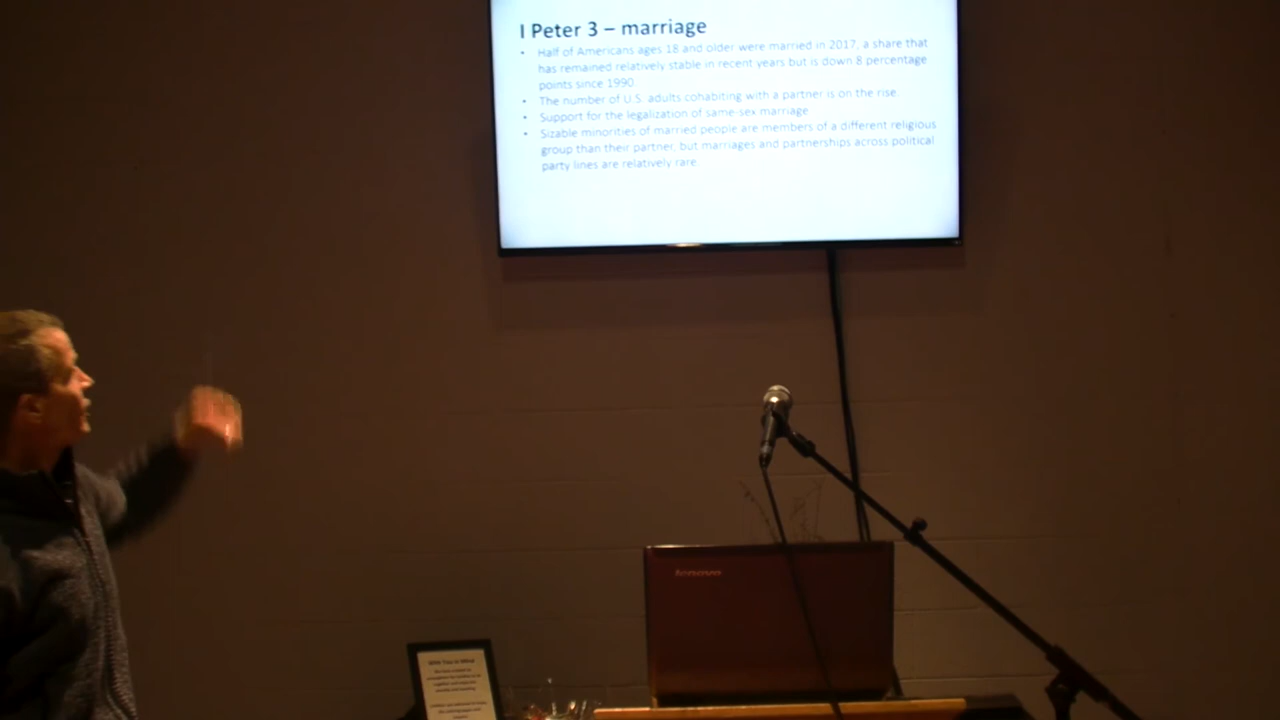 I Peter 3 – marriage
• Half of Americans ages 18 and older were married in 2017, a share that
has remained relatively stable in recent years but is down 8 percentage
points since 1990.
• The number of U.S. adults cohabiting with a partner is on the rise.
• Support for the legalization of same-sex marriage
• Sizable minorities of married people are members of a different religious
group than their partner, but marriages and partnerships across political
party lines are relatively rare.
lenovo
With You in Mind